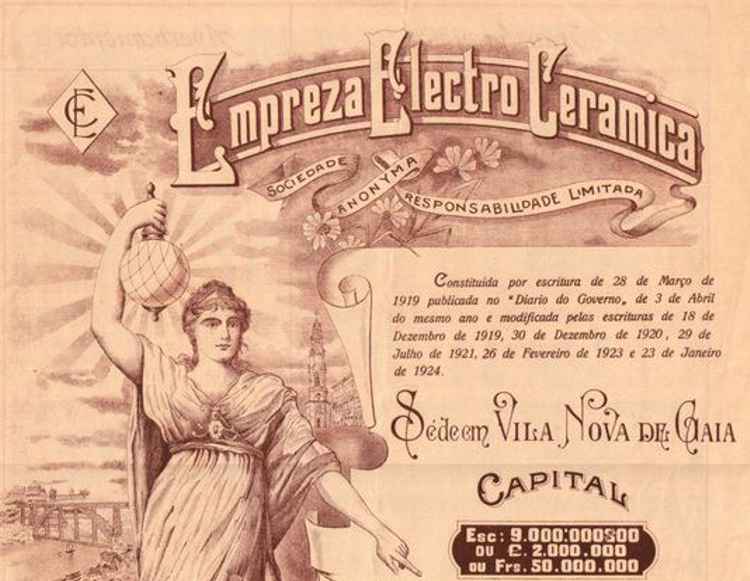 EC
Empreza Electro Ceramica
SOCIEDADE ANONYMA RESPONSABILIDADE LIMITADA
Constituida por escritura de 28 de Março de
1919 publicada no "Diario do Governo„ de 3 de Abril
do mesmo ano e modificada pelas escrituras de 18 de
Dezembro de 1919, 30 de Dezembro de 1920, 29 de
Julho de 1921, 26 de Fevereiro de 1923 e 23 de Janeiro
de 1924.
Séde em VILA NOVA DE GAIA
CAPITAL
Esc: 9.000:000$00
ou £. 2.000.000
ou Frs. 50.000.000